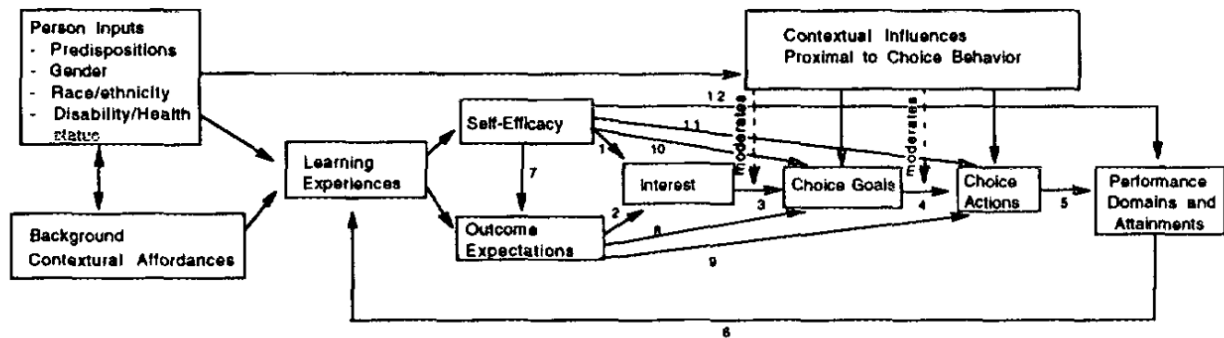 Person Inputs
- Predispositions
- Gender
- Race/ethnicity
- Disability/Health
status
Background
Contextural Affordances
Learning
Experiences
Self-Efficacy
Outcome
Expectations
Interest
Contextual Influences
Proximal to Choice Behavior
moderates
moderates
Choice Goals
Choice
Actions
Performance
Domains and
Attainments
1
2
3
4
5
6
7
8
9
10
11
12